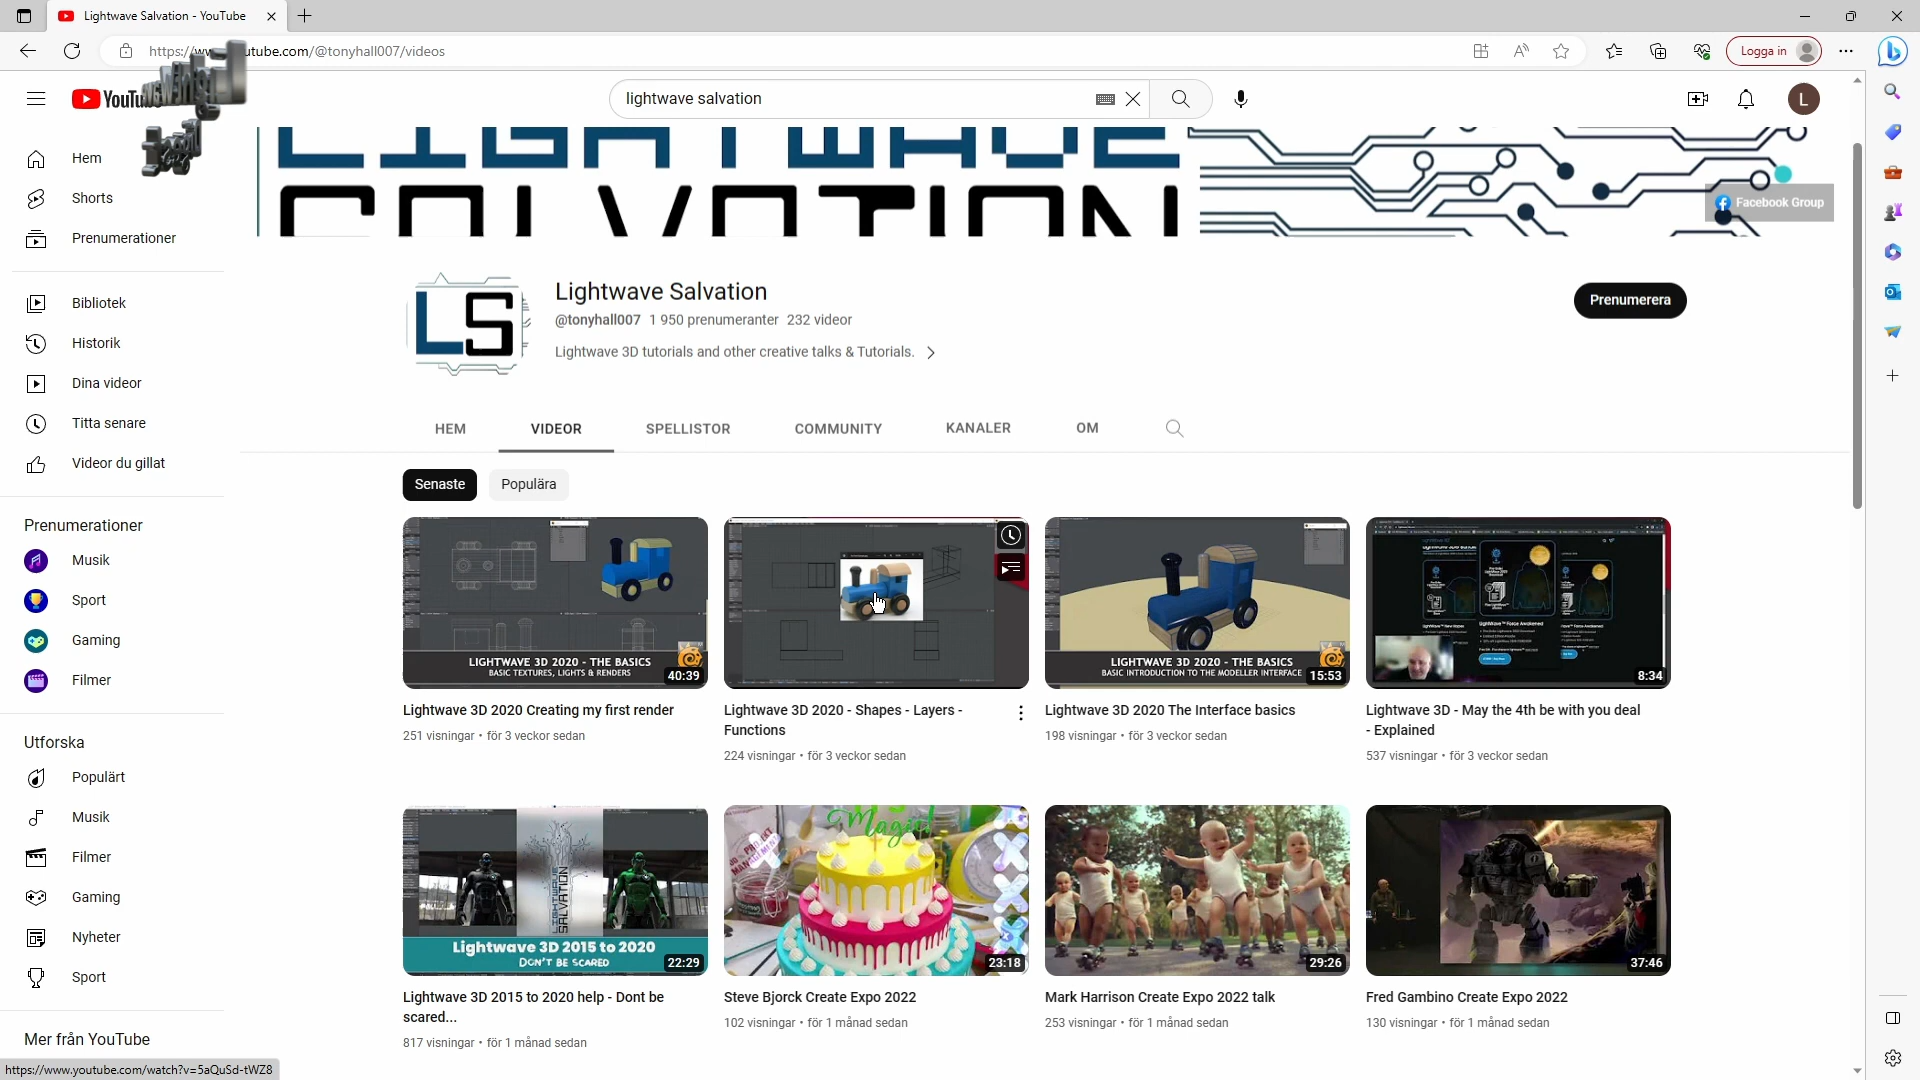 Lightwave Salvation - YouTube
utube.com/@tonyhall007/videos
Logga in
lightwave salvation
L
LIGHTWAVE
SALVATION
Facebook Group
Hem
Shorts
Prenumerationer
Bibliotek
Historik
Dina videor
Titta senare
Videor du gillat
Prenumerationer
Musik
Sport
Gaming
Filmer
Utforska
Populärt
Musik
Filmer
Gaming
Nyheter
Sport
Mer från YouTube
LS
Lightwave Salvation
@tonyhall007 1 950 prenumeranter 232 videor
Lightwave 3D tutorials and other creative talks & Tutorials.
Prenumerera
HEM VIDEOR SPELLISTOR COMMUNITY KANALER OM
Senaste Populära
LIGHTWAVE 3D 2020 - THE BASICS
BASIC TEXTURES, LIGHTS & RENDERS
40:39
LIGHTWAVE 3D 2020 - THE BASICS
BASIC INTRODUCTION TO THE MODELLER INTERFACE
15:53
8:34
Lightwave 3D 2020 Creating my first render
251 visningar • för 3 veckor sedan
Lightwave 3D 2020 - Shapes - Layers -
Functions
224 visningar • för 3 veckor sedan
Lightwave 3D 2020 The Interface basics
198 visningar • för 3 veckor sedan
Lightwave 3D - May the 4th be with you deal
- Explained
537 visningar • för 3 veckor sedan
LIGHTWAVE
SALVATION
Lightwave 3D 2015 to 2020
DON'T BE SCARED
22:29
Magic!
23:18
29:26
37:46
Lightwave 3D 2015 to 2020 help - Dont be
scared...
817 visningar • för 1 månad sedan
Steve Bjorck Create Expo 2022
102 visningar • för 1 månad sedan
Mark Harrison Create Expo 2022 talk
253 visningar • för 1 månad sedan
Fred Gambino Create Expo 2022
130 visningar • för 1 månad sedan
https://www.youtube.com/watch?v=5aQuSd-tWZ8